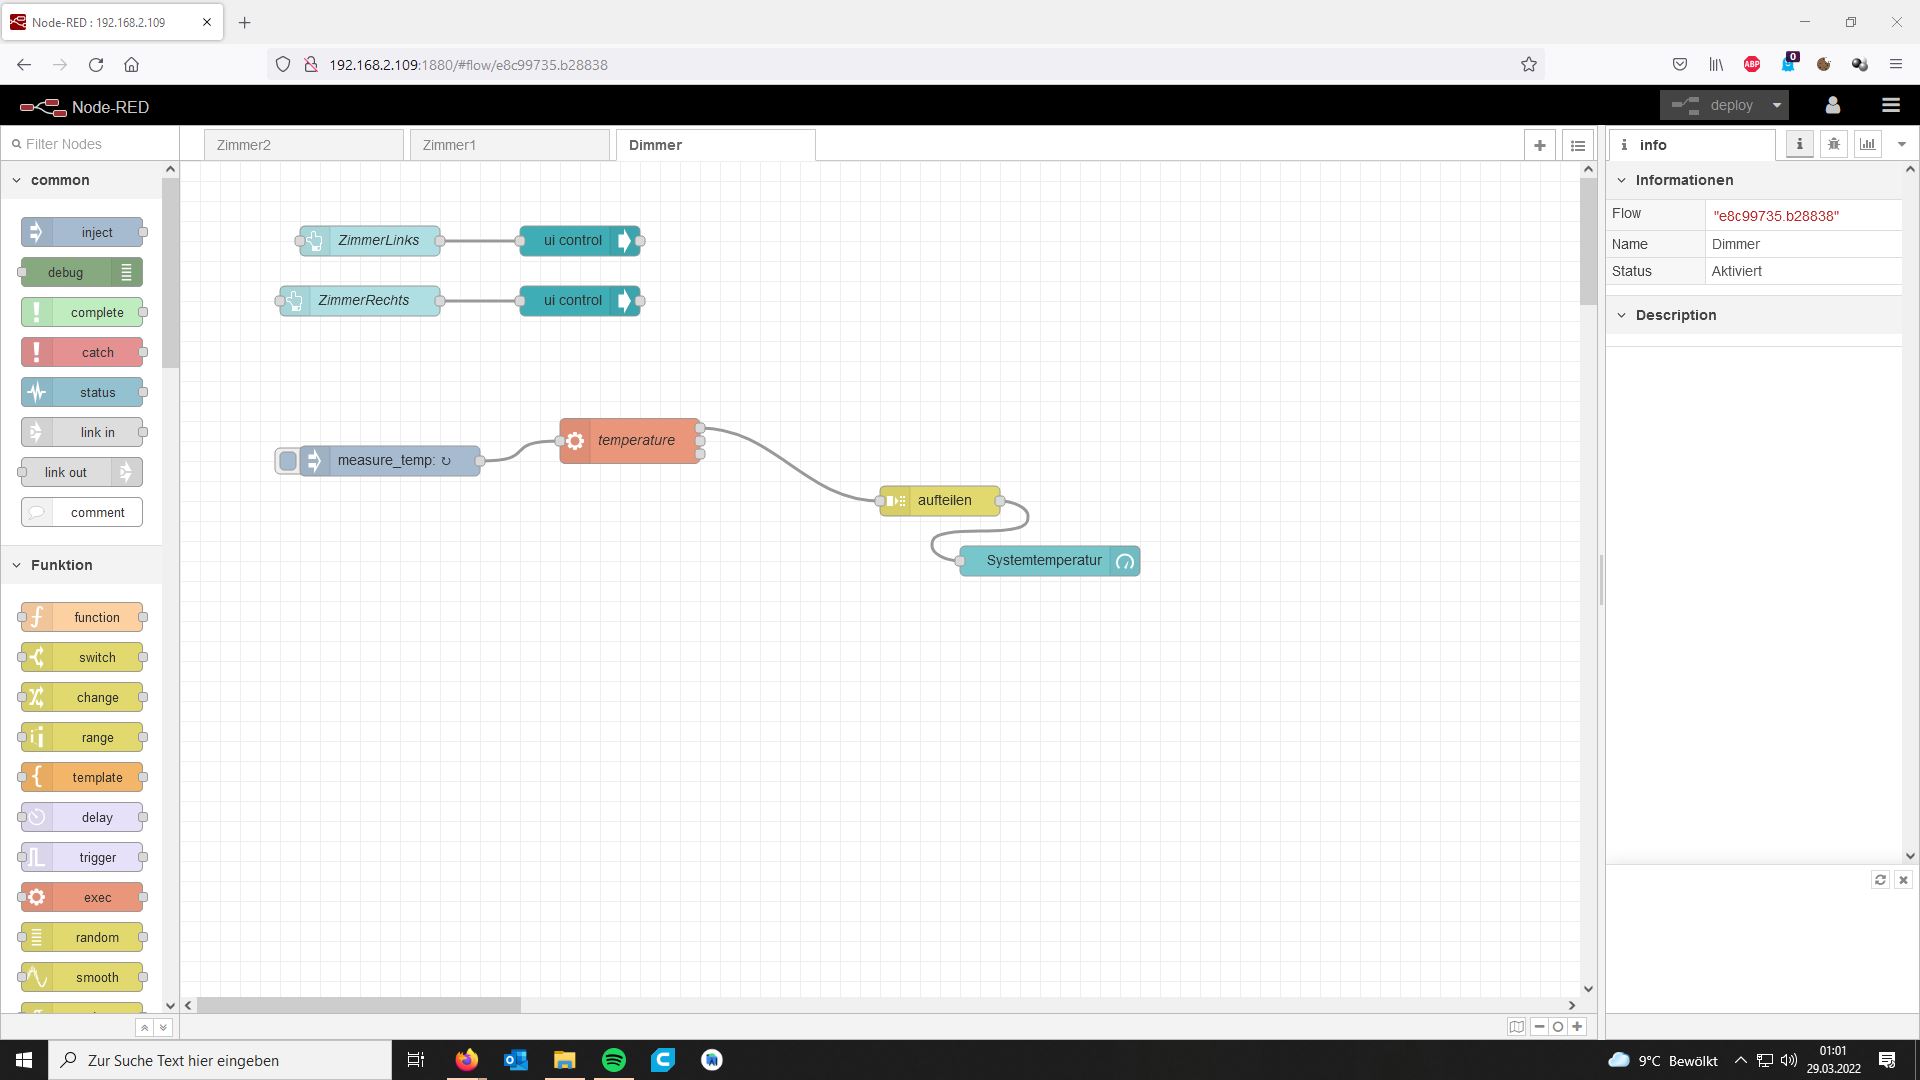 Node-RED : 192.168.2.109
192.168.2.109:1880/#flow/e8c99735.b28838
ABP
0
Node-RED
deploy
Filter Nodes
Zimmer2
Zimmer1
Dimmer
info
common
inject
debug
complete
catch
status
link in
link out
comment
Funktion
function
switch
change
range
template
delay
trigger
exec
random
smooth
ZimmerLinks
ui control
ZimmerRechts
ui control
measure_temp: ↻
temperature
aufteilen
Systemtemperatur
Informationen
Flow "e8c99735.b28838"
Name Dimmer
Status Aktiviert
Description
Zur Suche Text hier eingeben
9°C Bewölkt
01:01
29.03.2022